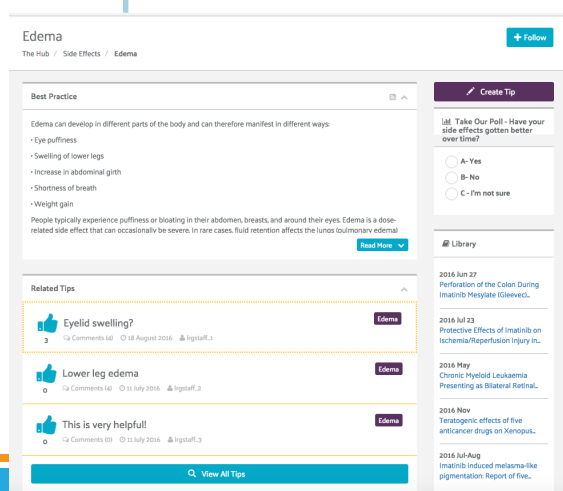 Edema
+ Follow
The Hub / Side Effects / Edema
Best Practice
Edema can develop in different parts of the body and can therefore manifest in different ways:
• Eye puffiness
• Swelling of lower legs
• Increase in abdominal girth
• Shortness of breath
• Weight gain
People typically experience puffiness or bloating in their abdomen, breasts, and around their eyes. Edema is a dose-
related side effect that can occasionally be severe. In rare cases, fluid retention affects the lungs (pulmonary edema)
Read More
Related Tips
Eyelid swelling?
Edema
3
Comments (4) 18 August 2016 lrgstaff_1
Lower leg edema
Edema
0
Comments (4) 11 July 2016 lrgstaff_2
This is very helpful!
Edema
0
Comments (0) 11 July 2016 lrgstaff_3
View All Tips
Create Tip
Take Our Poll - Have your
side effects gotten better
over time?
A- Yes
B- No
C - I'm not sure
Library
2016 Jun 27
Perforation of the Colon During
Imatinib Mesylate (Gleevec)...
2016 Jul 23
Protective Effects of Imatinib on
Ischemia/Reperfusion Injury in...
2016 May
Chronic Myeloid Leukaemia
Presenting as Bilateral Retinal...
2016 Nov
Teratogenic effects of five
anticancer drugs on Xenopus...
2016 Jul-Aug
Imatinib induced melasma-like
pigmentation: Report of five...